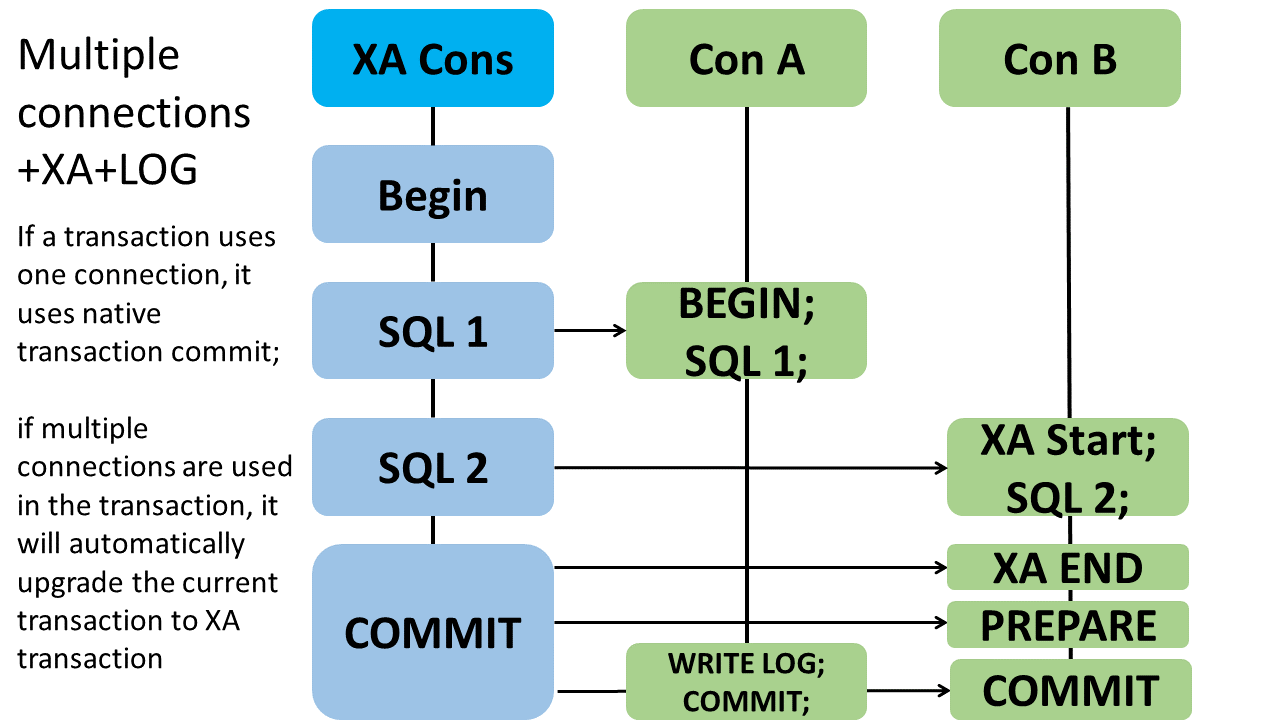 Multiple
connections
+XA+LOG
If a transaction uses
one connection, it
uses native
transaction commit;
if multiple
connections are used
in the transaction, it
will automatically
upgrade the current
transaction to XA
transaction
XA Cons
Con A
Con B
Begin
SQL 1
BEGIN;
SQL 1;
SQL 2
XA Start;
SQL 2;
COMMIT
XA END
PREPARE
WRITE LOG;
COMMIT;
COMMIT